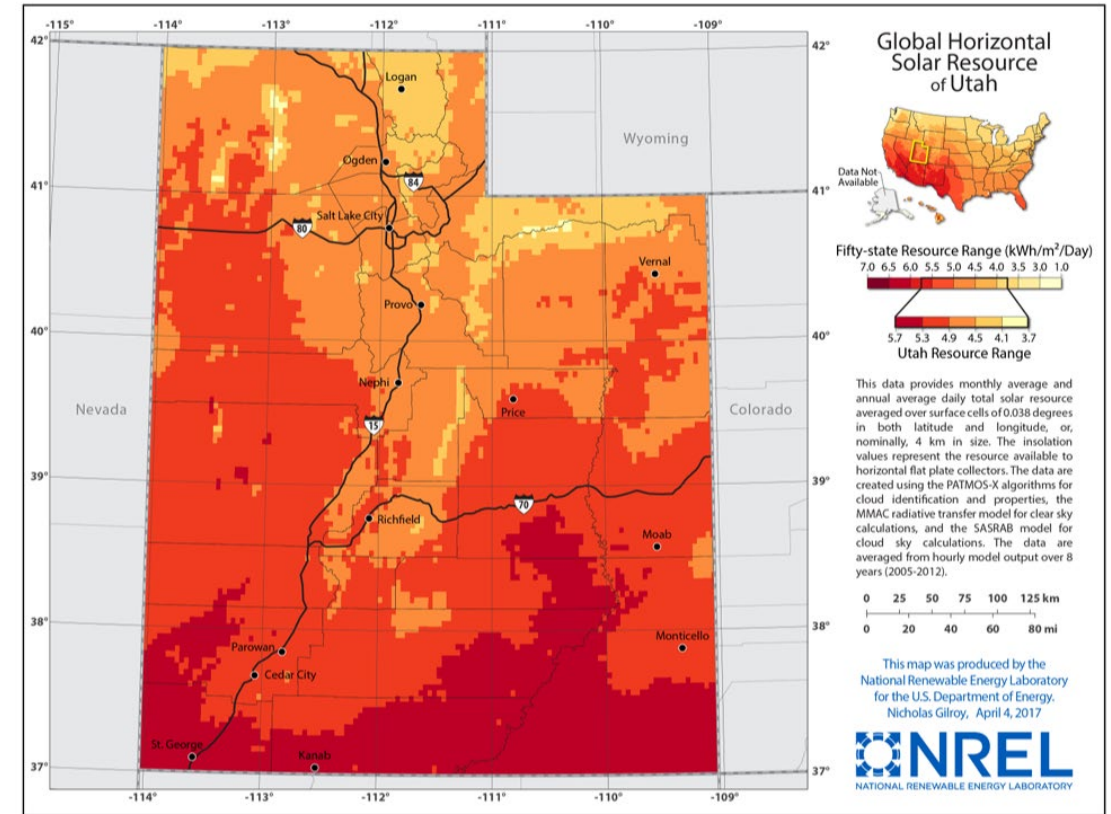 -115° -114° -113° -112° -111° -110° -109°
42° 42°
Logan
Wyoming
Ogden
84
41° 41°
Salt Lake City
80
Vernal
Provo
40° 40°
Nephi
Nevada
Price
Colorado
15
39° 39°
70
Richfield
Moab
38° 38°
Monticello
Parowan
Cedar City
St. George
Kanab
37° 37°
-114° -113° -112° -111° -110° -109°
Global Horizontal
Solar Resource
of Utah
Data Not
Available
Fifty-state Resource Range (kWh/m²/Day)
7.0 6.5 6.0 5.5 5.0 4.5 4.0 3.5 3.0 1.0
5.7 5.3 4.9 4.5 4.1 3.7
Utah Resource Range
This data provides monthly average and
annual average daily total solar resource
averaged over surface cells of 0.038 degrees
in both latitude and longitude, or,
nominally, 4 km in size. The insolation
values represent the resource available to
horizontal flat plate collectors. The data are
created using the PATMOS-X algorithms for
cloud identification and properties, the
MMAC radiative transfer model for clear sky
calculations, and the SASRAB model for
cloud sky calculations. The data are
averaged from hourly model output over 8
years (2005-2012).
0 25 50 75 100 125 km
0 20 40 60 80 mi
This map was produced by the
National Renewable Energy Laboratory
for the U.S. Department of Energy.
Nicholas Gilroy, April 4, 2017
NREL
NATIONAL RENEWABLE ENERGY LABORATORY